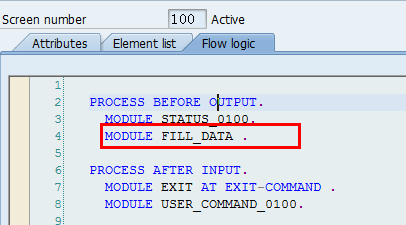 Screen number 100 Active
Attributes Element list Flow logic
1
2 PROCESS BEFORE OUTPUT.
3 MODULE STATUS_0100.
4 MODULE FILL_DATA .
5
6 PROCESS AFTER INPUT.
7 MODULE EXIT AT EXIT-COMMAND .
8 MODULE USER_COMMAND_0100.
9